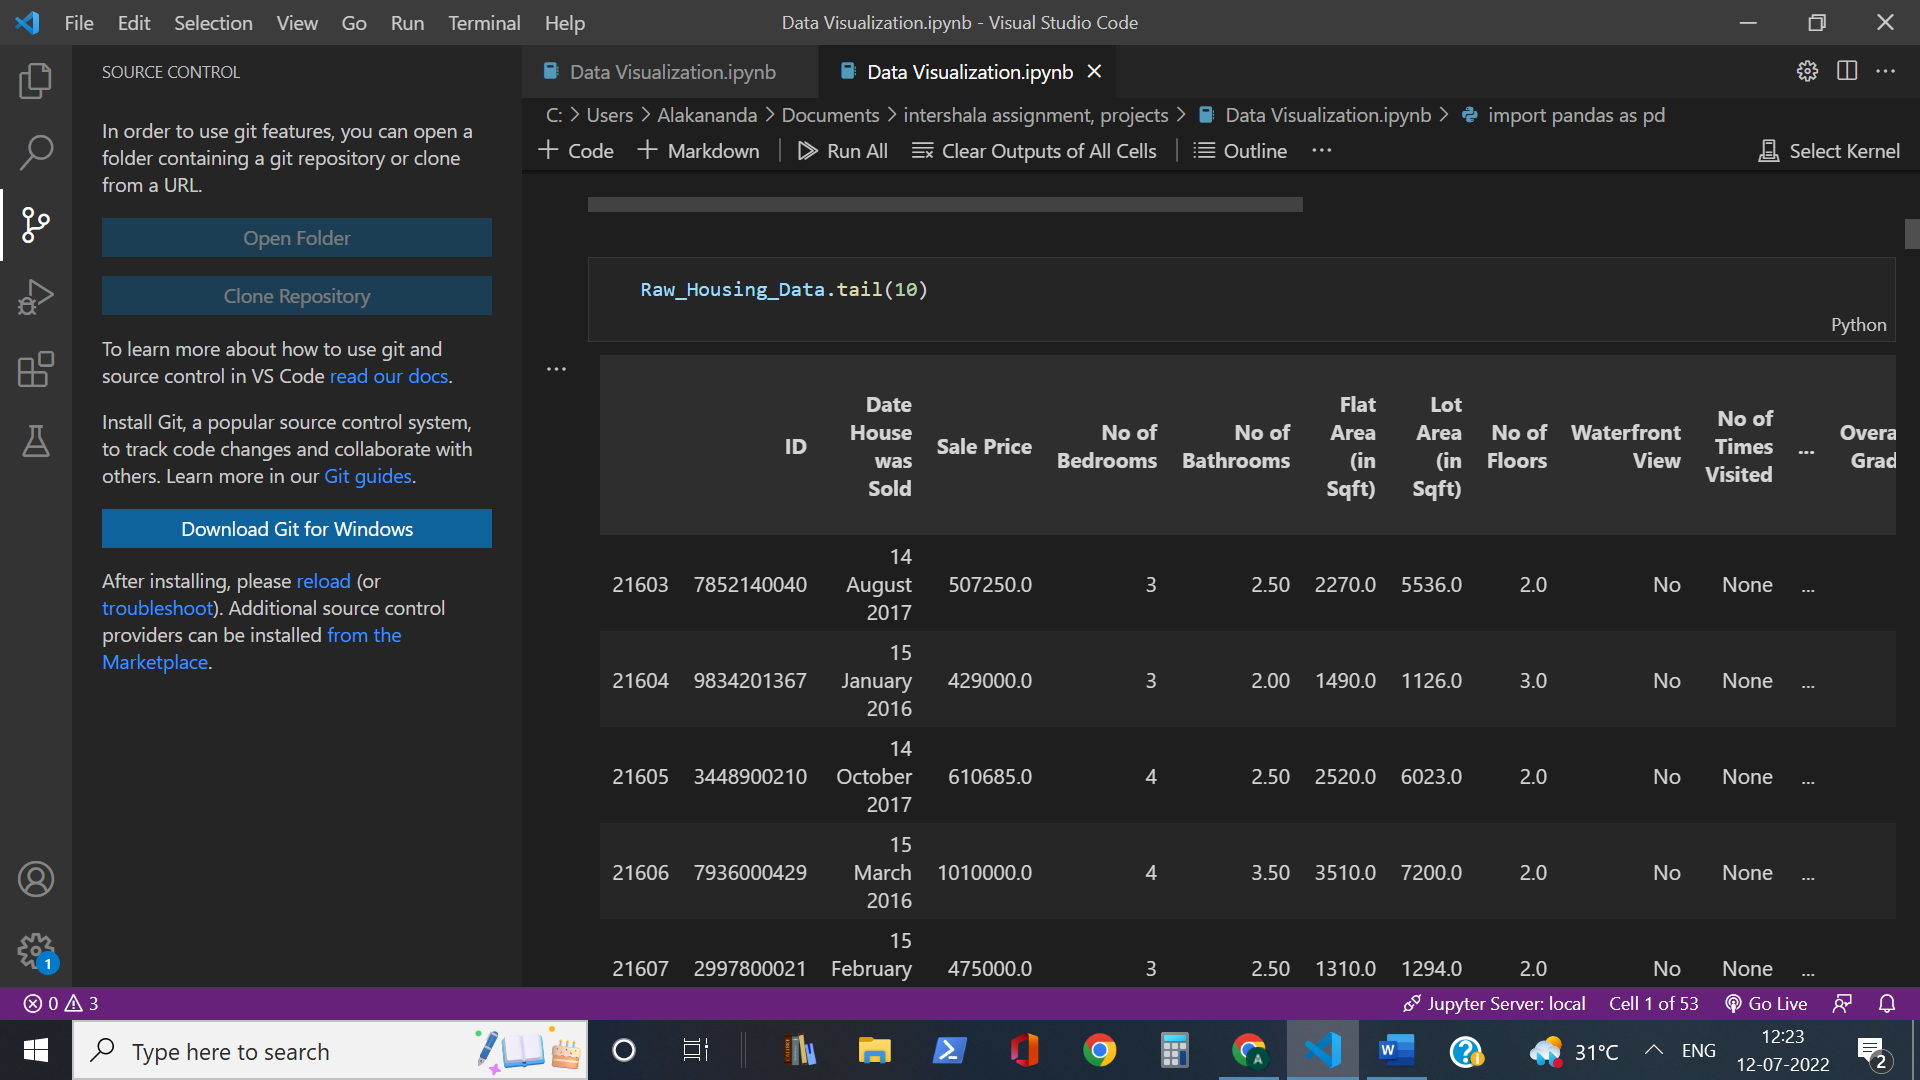 File Edit Selection View Go Run Terminal Help Data Visualization.ipynb - Visual Studio Code
SOURCE CONTROL
In order to use git features, you can open a
folder containing a git repository or clone
from a URL.
Open Folder
Clone Repository
To learn more about how to use git and
source control in VS Code read our docs.
Install Git, a popular source control system,
to track code changes and collaborate with
others. Learn more in our Git guides.
Download Git for Windows
After installing, please reload (or
troubleshoot). Additional source control
providers can be installed from the
Marketplace.
1
Data Visualization.ipynb Data Visualization.ipynb
C: > Users > Alakananda > Documents > intershala assignment, projects > Data Visualization.ipynb > import pandas as pd
+ Code + Markdown Run All Clear Outputs of All Cells Outline ... Select Kernel
Raw_Housing_Data.tail(10)
Python
...
ID Date House was Sold Sale Price No of Bedrooms No of Bathrooms Flat Area (in Sqft) Lot Area (in Sqft) No of Floors Waterfront View No of Times Visited ... Overa Grad
21603 7852140040 14 August 2017 507250.0 3 2.50 2270.0 5536.0 2.0 No None ...
21604 9834201367 15 January 2016 429000.0 3 2.00 1490.0 1126.0 3.0 No None ...
21605 3448900210 14 October 2017 610685.0 4 2.50 2520.0 6023.0 2.0 No None ...
21606 7936000429 15 March 2016 1010000.0 4 3.50 3510.0 7200.0 2.0 No None ...
21607 2997800021 15 February 475000.0 3 2.50 1310.0 1294.0 2.0 No None ...
0 3 Jupyter Server: local Cell 1 of 53 Go Live
Type here to search
W
A
31°C ENG 12:23
12-07-2022
2